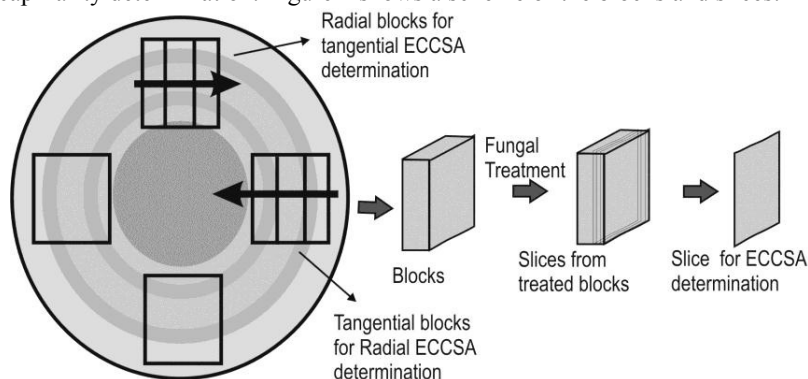 Radial blocks for
tangential ECCSA
determination
Fungal
Treatment
Blocks
Slices from
treated blocks
Slice for ECCSA
determination
Tangential blocks
for Radial ECCSA
determination